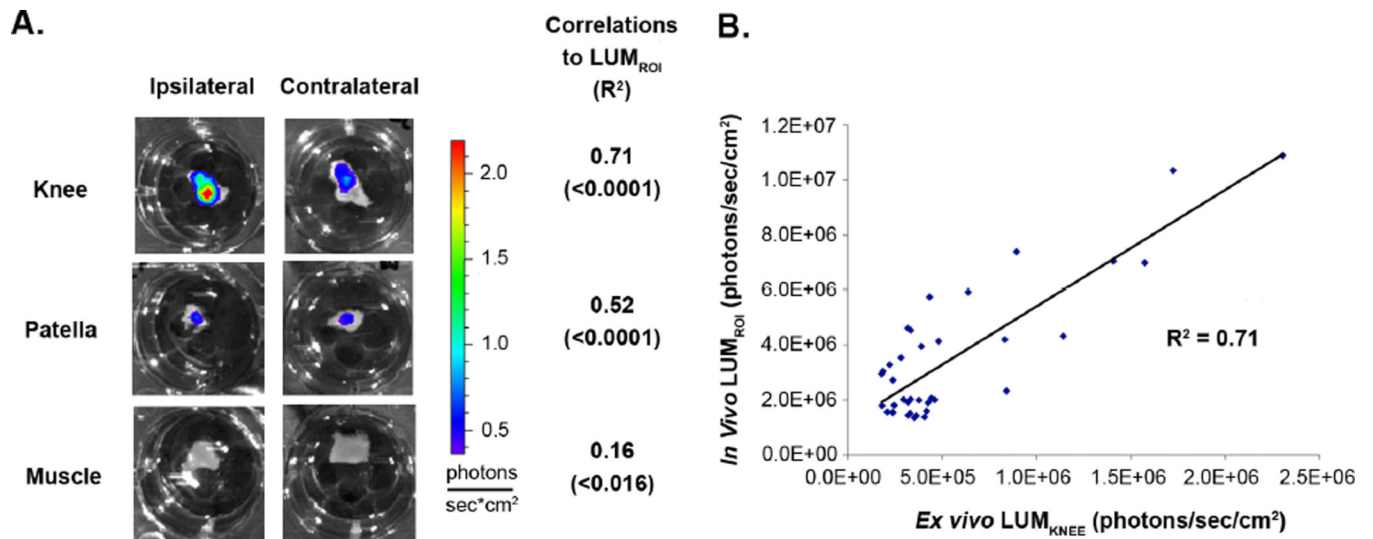 A.
Ipsilateral
Contralateral
Correlations
to LUM_ROI
(R²)
Knee
0.71
(<0.0001)
Patella
0.52
(<0.0001)
Muscle
0.16
(<0.016)
2.0
1.5
1.0
0.5
photons
sec*cm²
B.
In Vivo LUM_ROI (photons/sec/cm²)
1.2E+07
1.0E+07
8.0E+06
6.0E+06
4.0E+06
2.0E+06
0.0E+00
R² = 0.71
0.0E+00 5.0E+05 1.0E+06 1.5E+06 2.0E+06 2.5E+06
Ex vivo LUM_KNEE (photons/sec/cm²)